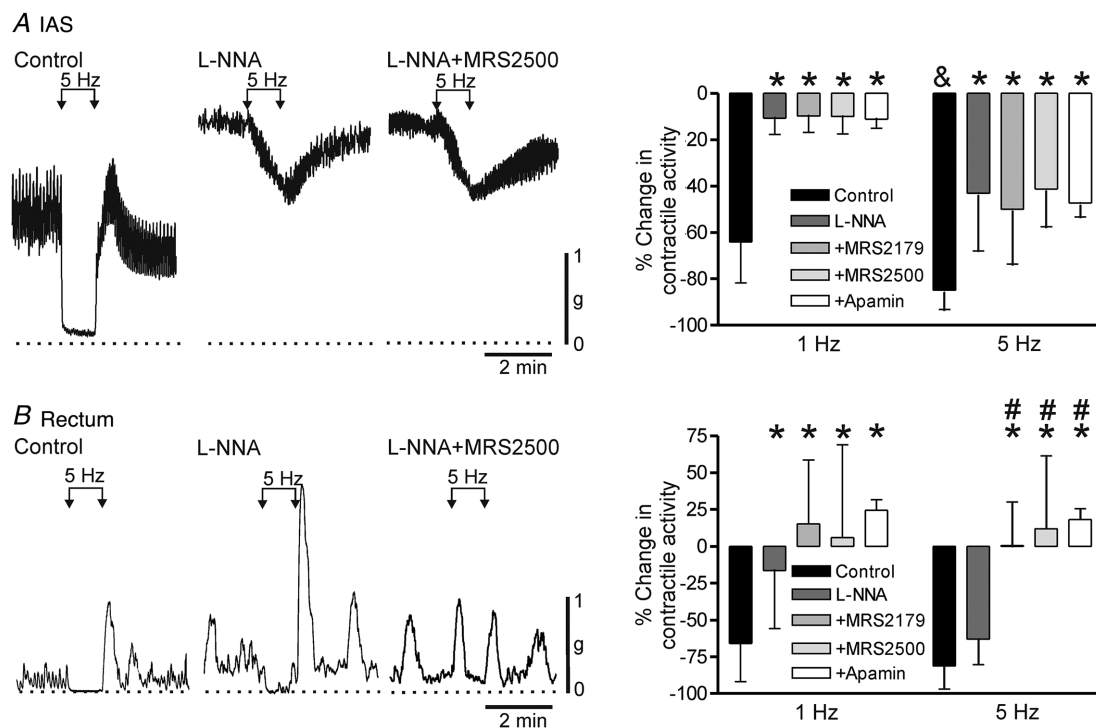 A IAS
Control
5 Hz
L-NNA
5 Hz
L-NNA+MRS2500
5 Hz
1
g
0
2 min
% Change in
contractile activity
& * * * *
* * * *
0
-20
-40
-60
-80
-100
Control
L-NNA
+MRS2179
+MRS2500
+Apamin
1 Hz
5 Hz
B Rectum
Control
5 Hz
L-NNA
5 Hz
L-NNA+MRS2500
5 Hz
1
g
0
2 min
% Change in
contractile activity
# # #
* * * *
* * *
75
50
25
0
-25
-50
-75
-100
Control
L-NNA
+MRS2179
+MRS2500
+Apamin
1 Hz
5 Hz